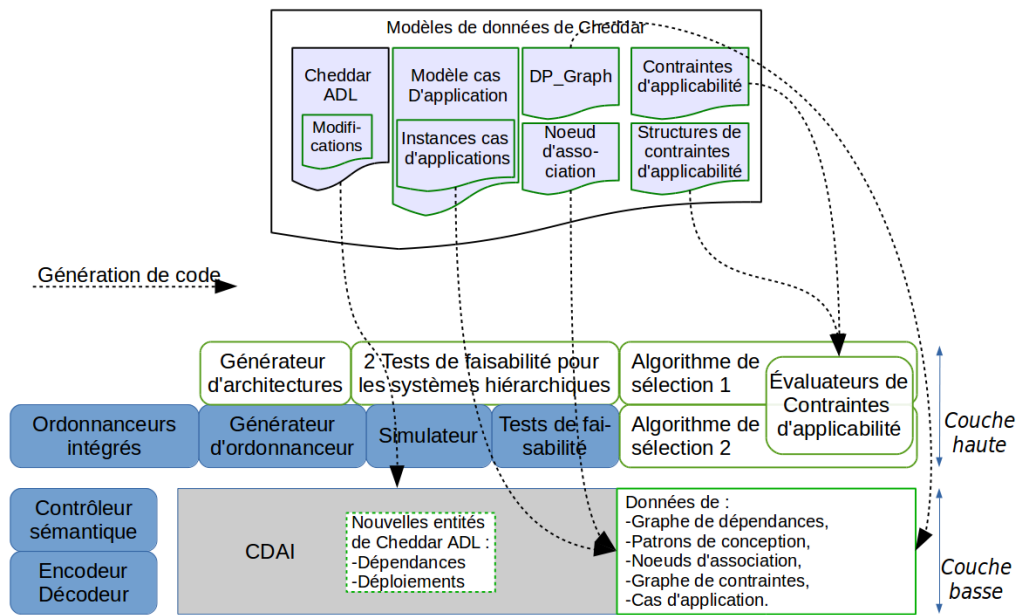 Modèles de données de Cheddar
Cheddar
ADL
Modifi-
cations
Modèle cas
D'application
Instances cas
d'applications
DP_Graph
Noeud
d'asso-
ciation
Contraintes
d'applicabilité
Structures de
contraintes
d'applicabilité
Génération de code
Générateur
d'architectures
2 Tests de faisabilité pour
les systèmes hiérarchiques
Algorithme de
sélection 1
Évaluateurs de
Contraintes
d'applicabilité
Ordonnanceurs
intégrés
Générateur
d'ordonnanceur
Simulateur
Tests de fai-
sabilité
Algorithme de
sélection 2
Couche
haute
Contrôleur
sémantique
Encodeur
Décodeur
CDAI
Nouvelles entités
de Cheddar ADL :
-Dépendances
-Déploiements
Données de :
-Graphe de dépendances,
-Patrons de conception,
-Noeuds d'association,
-Graphe de contraintes,
-Cas d'application.
Couche
basse